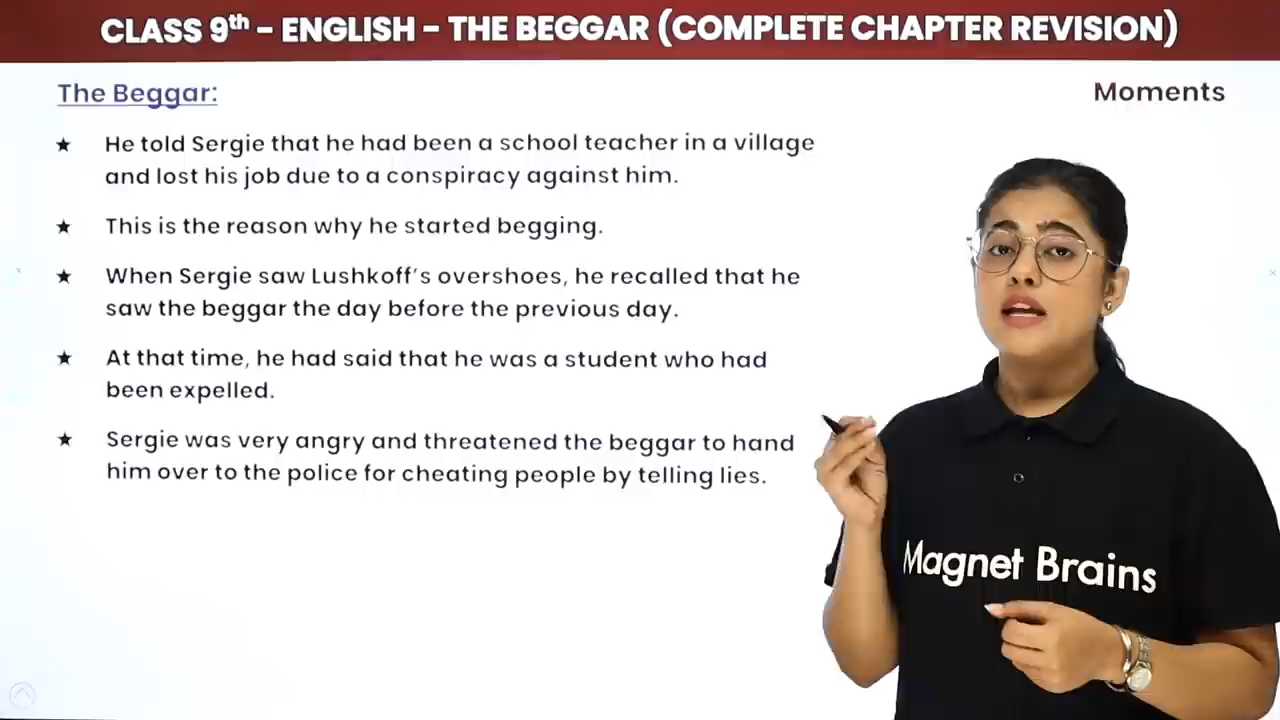 CLASS 9th – ENGLISH – THE BEGGAR (COMPLETE CHAPTER REVISION)
The Beggar:
Moments
★ He told Sergie that he had been a school teacher in a village
and lost his job due to a conspiracy against him.
★ This is the reason why he started begging.
★ When Sergie saw Lushkoff's overshoes, he recalled that he
saw the beggar the day before the previous day.
★ At that time, he had said that he was a student who had
been expelled.
★ Sergie was very angry and threatened the beggar to hand
him over to the police for cheating people by telling lies.
Magnet Brains